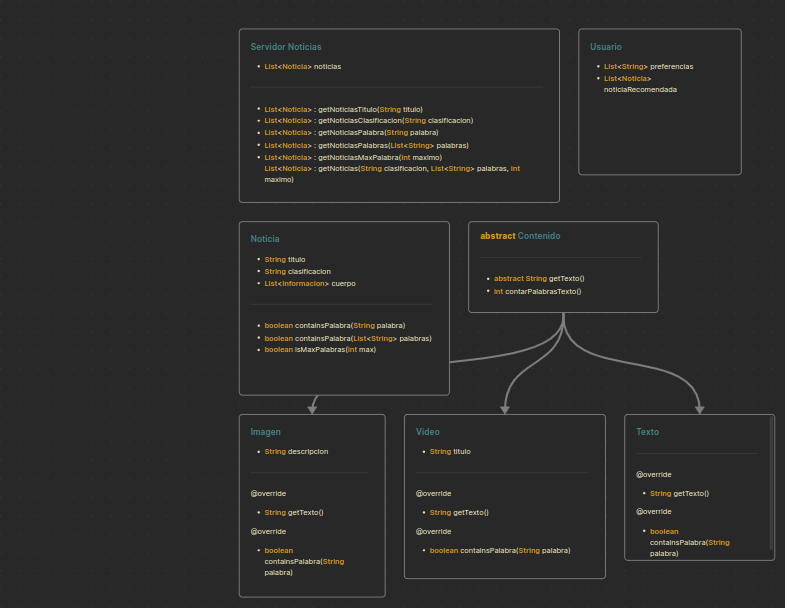 Servidor Noticias
• List<Noticia> noticias
• List<Noticia> : getNoticiasTitulo(String titulo)
• List<Noticia> : getNoticiasClasificacion(String clasificacion)
• List<Noticia> : getNoticiasPalabra(String palabra)
• List<Noticia> : getNoticiasPalabras(List<String> palabras)
• List<Noticia> : getNoticiasMaxPalabra(int maximo)
List<Noticia> : getNoticias(String clasificacion, List<String> palabras, int
maximo)
Usuario
• List<String> preferencias
• List<Noticia>
noticiaRecomendada
Noticia
• String titulo
• String clasificacion
• List<Informacion> cuerpo
• boolean containsPalabra(String palabra)
• boolean containsPalabra(List<String> palabras)
• boolean isMaxPalabras(int max)
abstract Contenido
• abstract String getTexto()
• int contarPalabrasTexto()
Imagen
• String descripcion
@override
• String getTexto()
@override
• boolean
containsPalabra(String
palabra)
Video
• String titulo
@override
• String getTexto()
@override
• boolean containsPalabra(String palabra)
Texto
@override
• String getTexto()
@override
• boolean
containsPalabra(String
palabra)